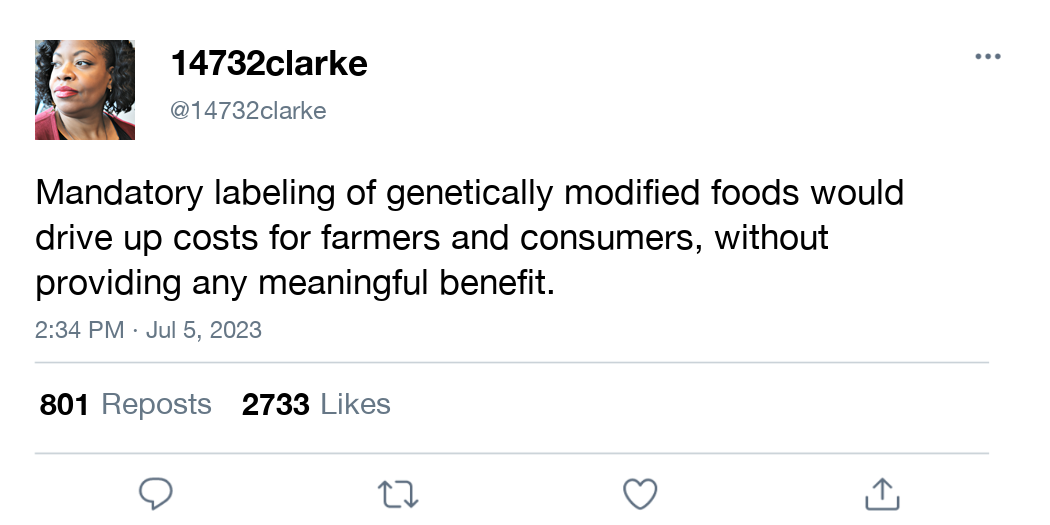 14732clarke
@14732clarke
Mandatory labeling of genetically modified foods would
drive up costs for farmers and consumers, without
providing any meaningful benefit.
2:34 PM · Jul 5, 2023
801 Reposts 2733 Likes